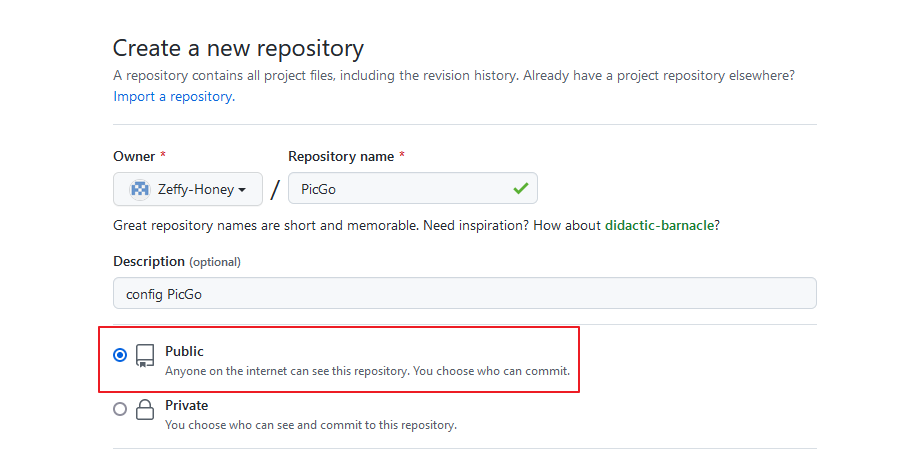 Create a new repository
A repository contains all project files, including the revision history. Already have a project repository elsewhere?
Import a repository.
Owner * Repository name *
Zeffy-Honey / PicGo
Great repository names are short and memorable. Need inspiration? How about didactic-barnacle?
Description (optional)
config PicGo
Public
Anyone on the internet can see this repository. You choose who can commit.
Private
You choose who can see and commit to this repository.